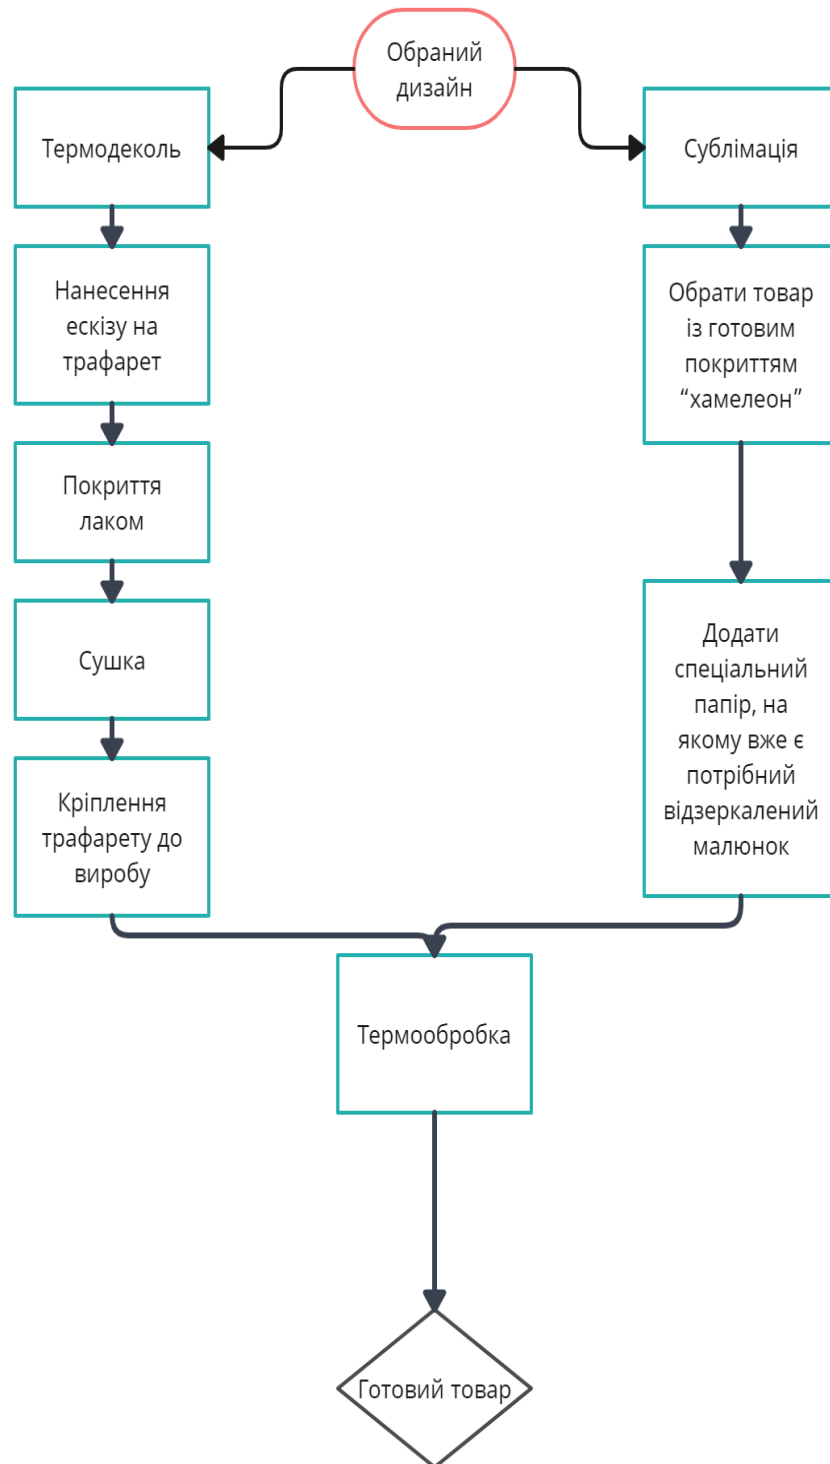 Обраний
дизайн
Термодеколь
Сублімація
Нанесення
ескізу на
трафарет
Обрати товар
із готовим
покриттям
“хамелеон”
Покриття
лаком
Сушка
Додати
спеціальний
папір, на
якому вже є
потрібний
відзеркалений
малюнок
Кріплення
трафарету до
виробу
Термообробка
Готовий товар